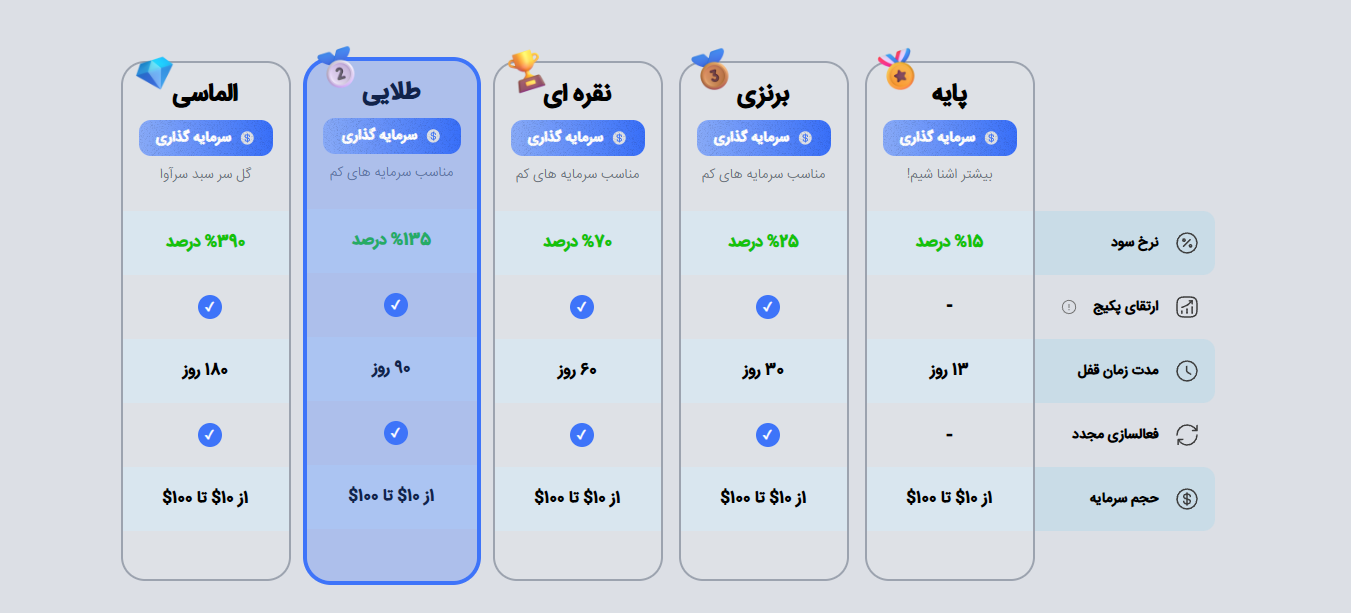 پایه
سرمایه گذاری
بیشتر اشنا شیم!
برنزی
سرمایه گذاری
مناسب سرمایه های کم
نقره ای
سرمایه گذاری
مناسب سرمایه های کم
طلایی
سرمایه گذاری
مناسب سرمایه های کم
الماسی
سرمایه گذاری
گل سر سبد سرآوا
نرخ سود
%۱۵ درصد
%۲۵ درصد
%۷۰ درصد
%۱۳۵ درصد
%۳۹۰ درصد
ارتقای پکیج
-
مدت زمان قفل
۱۳ روز
۳۰ روز
۶۰ روز
۹۰ روز
۱۸۰ روز
فعالسازی مجدد
-
حجم سرمایه
از ۱۰$ تا ۱۰۰$
از ۱۰$ تا ۱۰۰$
از ۱۰$ تا ۱۰۰$
از ۱۰$ تا ۱۰۰$
از ۱۰$ تا ۱۰۰$